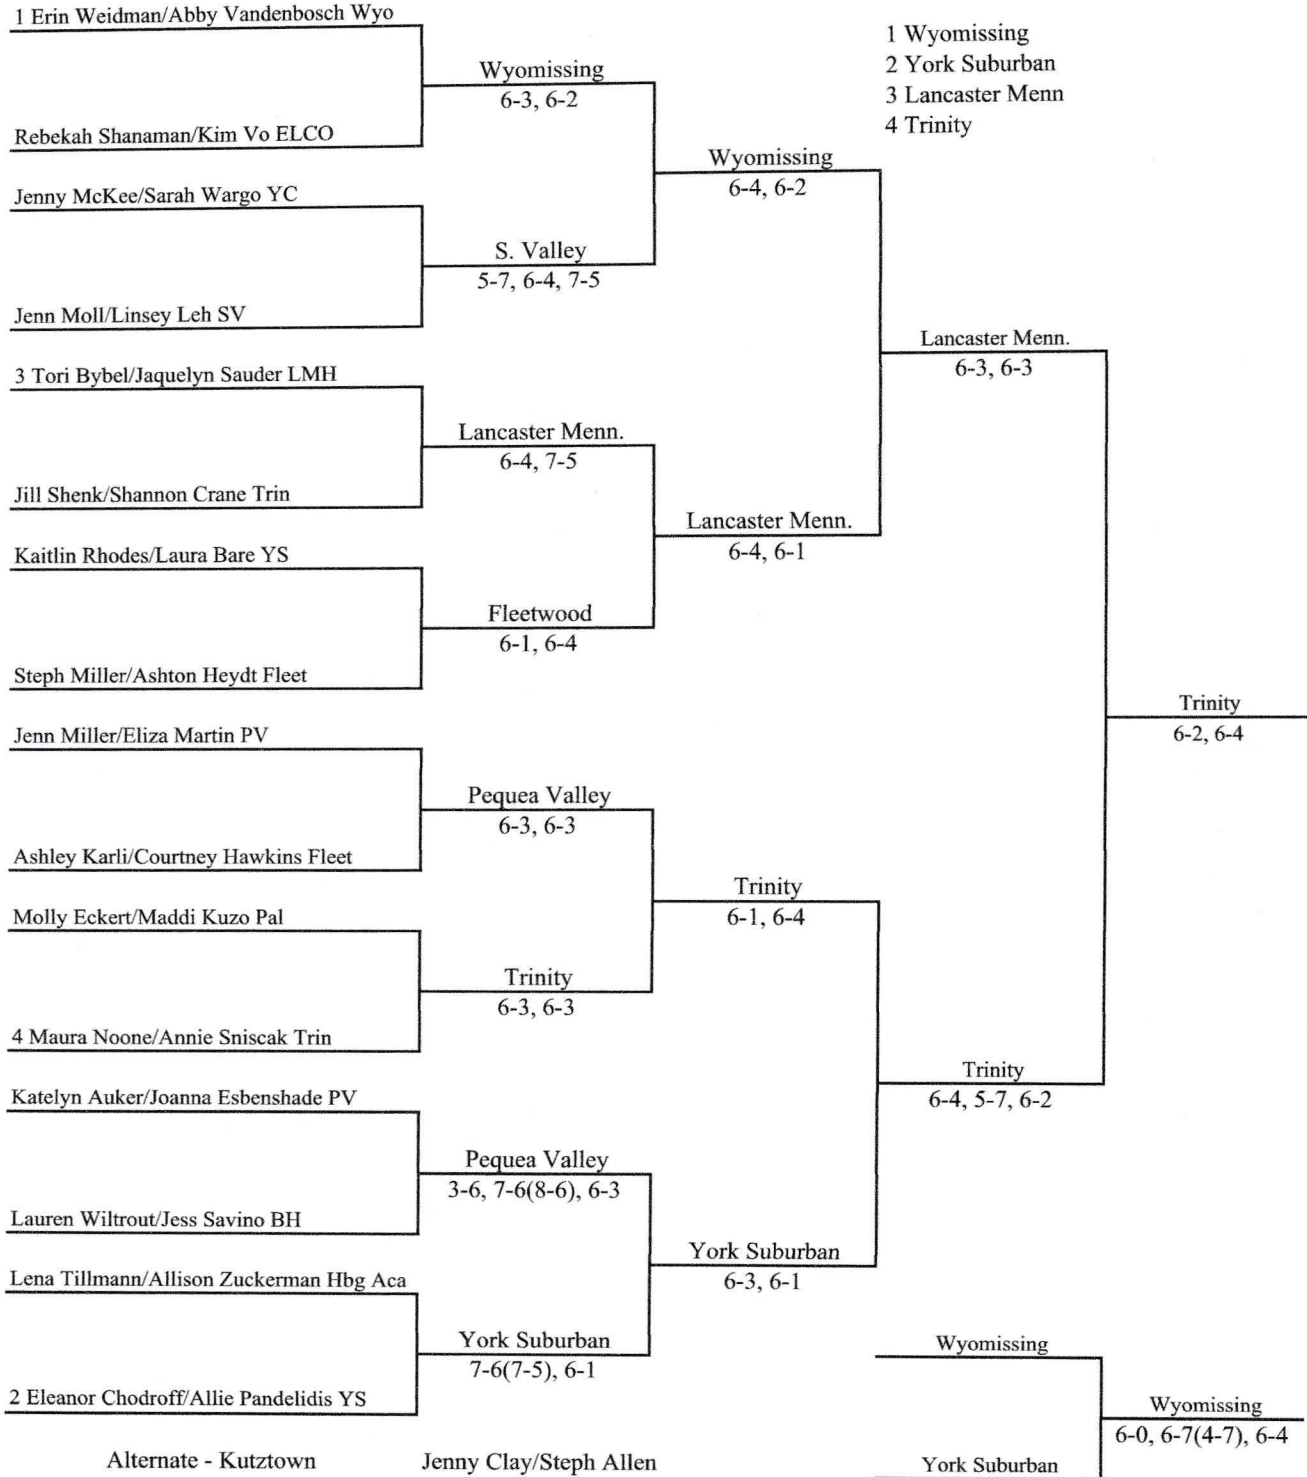 1 Erin Weidman/Abby Vandenbosch Wyo
Rebekah Shanaman/Kim Vo ELCO
Jenny McKee/Sarah Wargo YC
Jenn Moll/Linsey Leh SV
3 Tori Bybel/Jaquelyn Sauder LMH
Jill Shenk/Shannon Crane Trin
Kaitlin Rhodes/Laura Bare YS
Steph Miller/Ashton Heydt Fleet
Jenn Miller/Eliza Martin PV
Ashley Karli/Courtney Hawkins Fleet
Molly Eckert/Maddi Kuzo Pal
4 Maura Noone/Annie Sniscak Trin
Katelyn Auker/Joanna Esbenshade PV
Lauren Wiltrout/Jess Savino BH
Lena Tillmann/Allison Zuckerman Hbg Aca
2 Eleanor Chodroff/Allie Pandelidis YS
Wyomissing
6-3, 6-2
S. Valley
5-7, 6-4, 7-5
Lancaster Menn.
6-4, 7-5
Fleetwood
6-1, 6-4
Pequea Valley
6-3, 6-3
Trinity
6-3, 6-3
Pequea Valley
3-6, 7-6(8-6), 6-3
York Suburban
7-6(7-5), 6-1
Wyomissing
6-4, 6-2
Lancaster Menn.
6-4, 6-1
Trinity
6-1, 6-4
York Suburban
6-3, 6-1
1 Wyomissing
2 York Suburban
3 Lancaster Menn
4 Trinity
Lancaster Menn.
6-3, 6-3
Trinity
6-4, 5-7, 6-2
Trinity
6-2, 6-4
Wyomissing
York Suburban
Wyomissing
6-0, 6-7(4-7), 6-4
Alternate - Kutztown Jenny Clay/Steph Allen